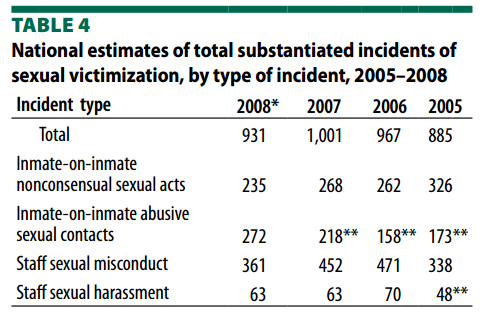 TABLE 4
National estimates of total substantiated incidents of
sexual victimization, by type of incident, 2005–2008
Incident type 2008* 2007 2006 2005
Total 931 1,001 967 885
Inmate-on-inmate
nonconsensual sexual acts 235 268 262 326
Inmate-on-inmate abusive
sexual contacts 272 218** 158** 173**
Staff sexual misconduct 361 452 471 338
Staff sexual harassment 63 63 70 48**